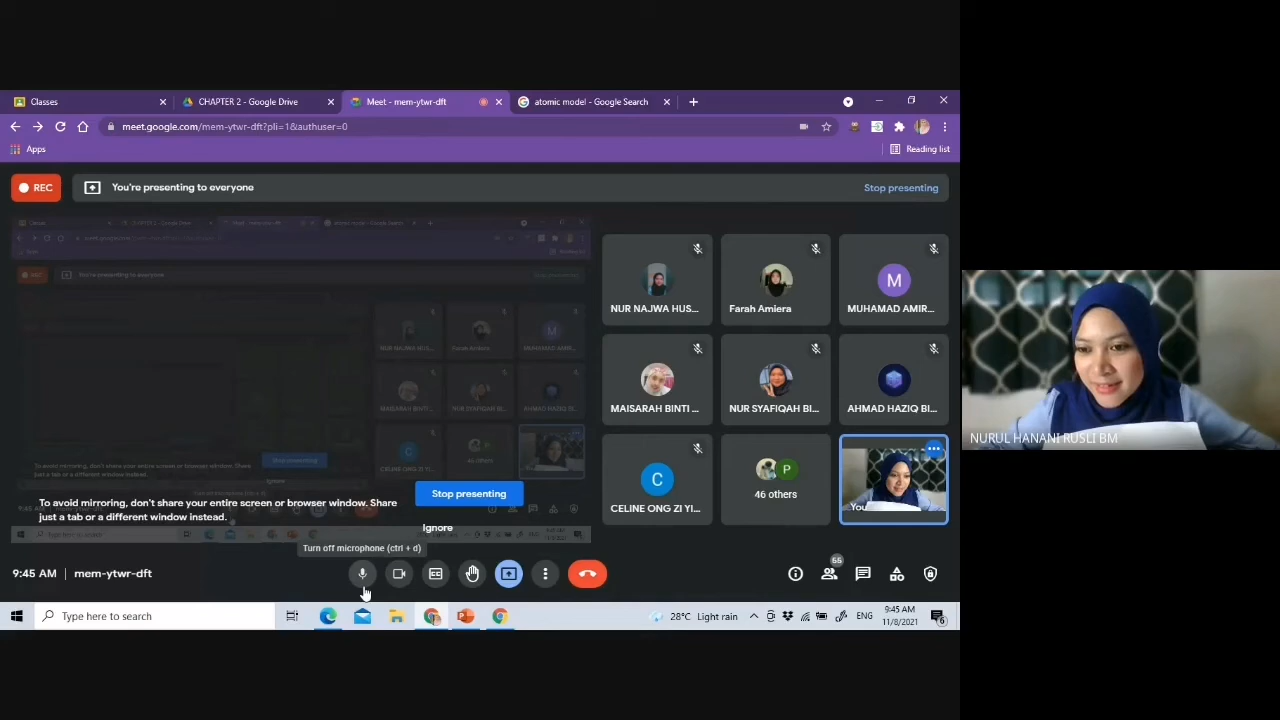 Classes
CHAPTER 2 - Google Drive
Meet - mem-ytwr-dft
atomic model - Google Search
meet.google.com/mem-ytwr-dft?pli=1&authuser=0
Apps
Reading list
REC
You're presenting to everyone
Stop presenting
NUR NAJWA HUS...
Farah Amiera
M
MUHAMAD AMIR...
MAISARAH BINTI ...
NUR SYAFIQAH BI...
AHMAD HAZIQ BI...
C
CELINE ONG ZI YI...
P
46 others
You
NURUL HANANI RUSLI BM
To avoid mirroring, don't share your entire screen or browser window. Share
just a tab or a different window instead.
Stop presenting
Ignore
Turn off microphone (ctrl + d)
9:45 AM | mem-ytwr-dft
55
Type here to search
28°C Light rain
ENG
9:45 AM
11/8/2021
6